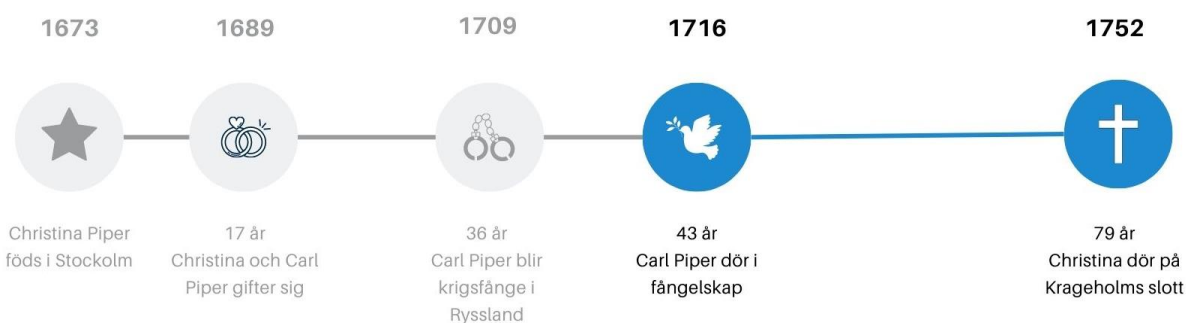 1673
1689
1709
1716
1752
Christina Piper
föds i Stockolm
17 år
Christina och Carl
Piper gifter sig
36 år
Carl Piper blir
krigsfånge i
Ryssland
43 år
Carl Piper dör i
fångelskap
79 år
Christina dör på
Krageholms slott